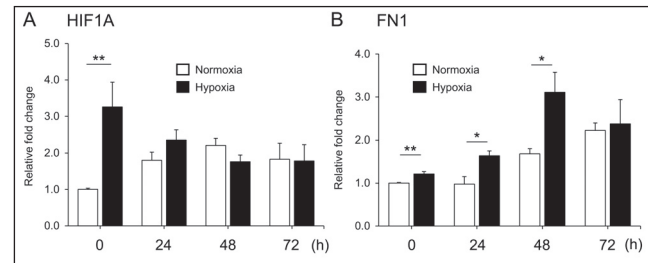 A HIF1A
Relative fold change
5.0
4.0
3.0
2.0
1.0
0.0
**
Normoxia
Hypoxia
0 24 48 72 (h)
B FN1
Relative fold change
4.0
3.0
2.0
1.0
0.0
Normoxia
Hypoxia
**
*
*
0 24 48 72 (h)